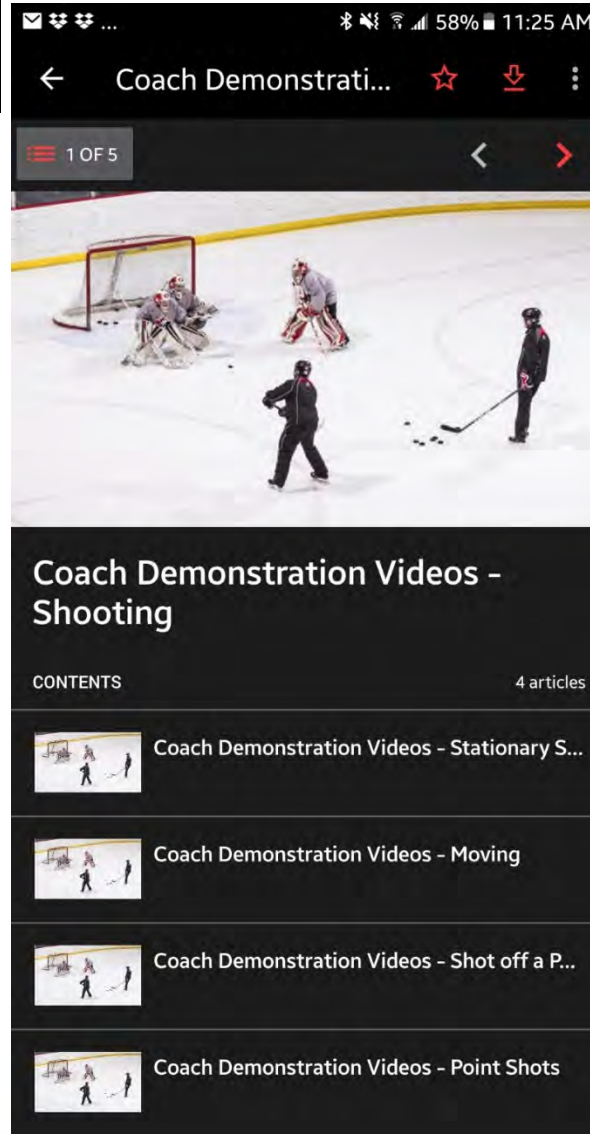 ... 58% 11:25 AM
Coach Demonstrati...
1 OF 5
Coach Demonstration Videos -
Shooting
CONTENTS 4 articles
Coach Demonstration Videos - Stationary S...
Coach Demonstration Videos - Moving
Coach Demonstration Videos - Shot off a P...
Coach Demonstration Videos - Point Shots